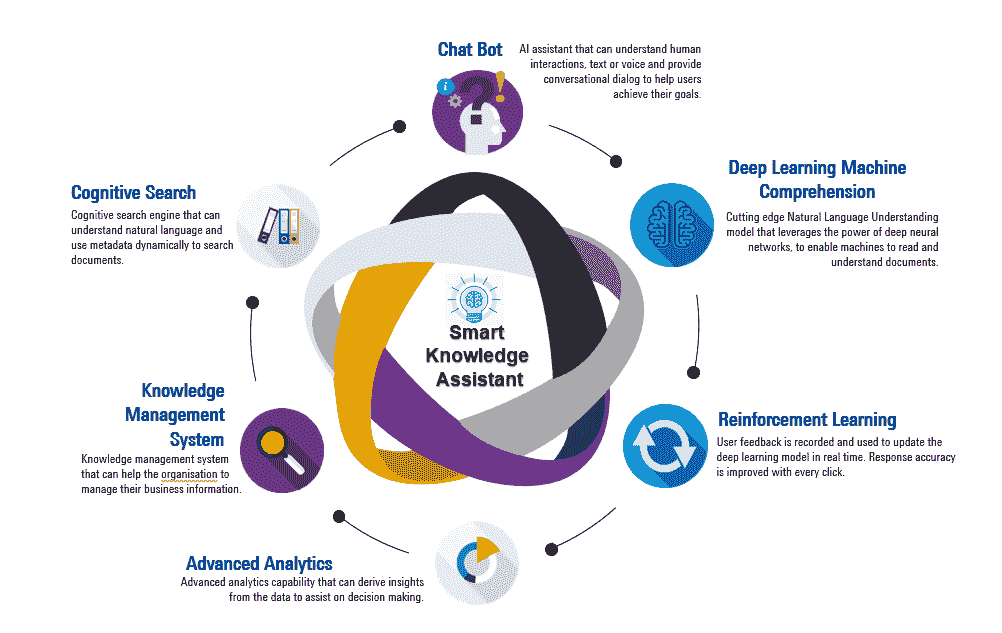 Chat Bot
AI assistant that can understand human
interactions, text or voice and provide
conversational dialog to help users
achieve their goals.
Deep Learning Machine
Comprehension
Cutting edge Natural Language Understanding
model that leverages the power of deep neural
networks, to enable machines to read and
understand documents.
Reinforcement Learning
User feedback is recorded and used to update the
deep learning model in real time. Response accuracy
is improved with every click.
Advanced Analytics
Advanced analytics capability that can derive insights
from the data to assist on decision making.
Knowledge
Management
System
Knowledge management system
that can help the organisation to
manage their business information.
Cognitive Search
Cognitive search engine that can
understand natural language and
use metadata dynamically to search
documents.
Smart
Knowledge
Assistant